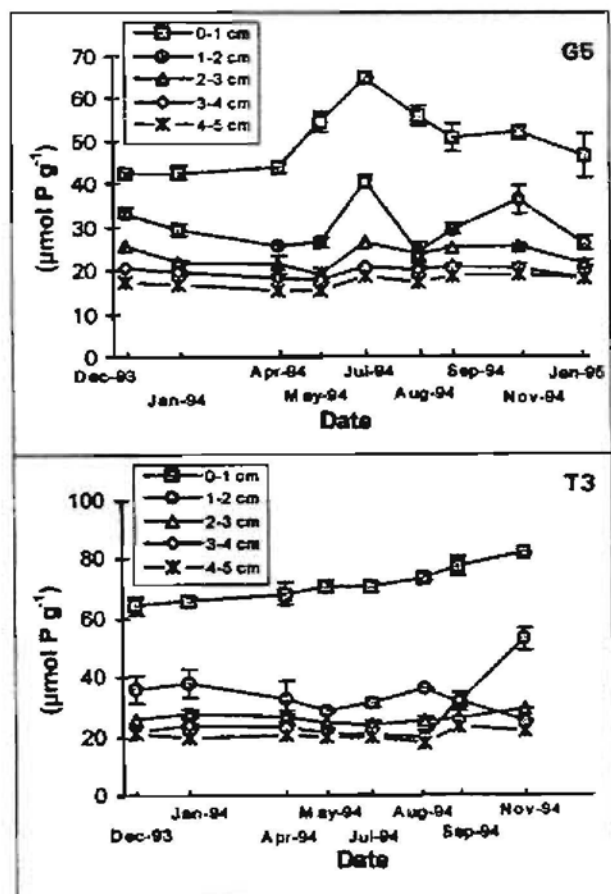 G5
0-1 cm
1-2 cm
2-3 cm
3-4 cm
4-5 cm
(μmol P g⁻¹)
70
60
50
40
30
20
10
0
Dec-93
Jan-94
Apr-94
May-94
Jul-94
Aug-94
Sep-94
Nov-94
Jan-95
Date
T3
0-1 cm
1-2 cm
2-3 cm
3-4 cm
4-5 cm
(μmol P g⁻¹)
100
80
60
40
20
0
Dec-93
Jan-94
Apr-94
May-94
Jul-94
Aug-94
Sep-94
Nov-94
Date